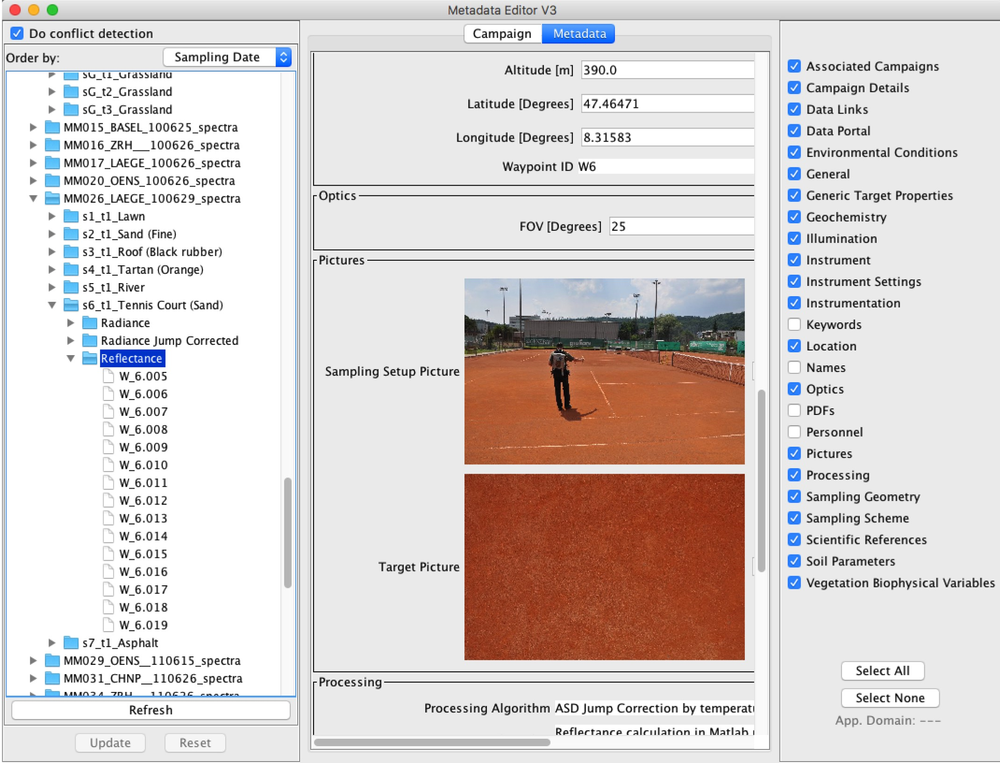 Metadata Editor V3
Do conflict detection
Order by: Sampling Date
sG_t1_Grassland
sG_t2_Grassland
sG_t3_Grassland
MM015_BASEL_100625_spectra
MM016_ZRH___100626_spectra
MM017_LAEGE_100626_spectra
MM020_OENS_100626_spectra
MM026_LAEGE_100629_spectra
s1_t1_Lawn
s2_t1_Sand (Fine)
s3_t1_Roof (Black rubber)
s4_t1_Tartan (Orange)
s5_t1_River
s6_t1_Tennis Court (Sand)
Radiance
Radiance Jump Corrected
Reflectance
W_6.005
W_6.006
W_6.007
W_6.008
W_6.009
W_6.010
W_6.011
W_6.012
W_6.013
W_6.014
W_6.015
W_6.016
W_6.017
W_6.018
W_6.019
s7_t1_Asphalt
MM029_OENS__110615_spectra
MM031_CHNP__110626_spectra
MM034_ZRH___110626_spectra
Refresh
Update Reset
Campaign Metadata
Altitude [m] 390.0
Latitude [Degrees] 47.46471
Longitude [Degrees] 8.31583
Waypoint ID W6
Optics
FOV [Degrees] 25
Pictures
Sampling Setup Picture
giuliani
Target Picture
Processing
Processing Algorithm ASD Jump Correction by temperatu
Reflectance calculation in Matlab
Associated Campaigns
Campaign Details
Data Links
Data Portal
Environmental Conditions
General
Generic Target Properties
Geochemistry
Illumination
Instrument
Instrument Settings
Instrumentation
Keywords
Location
Names
Optics
PDFs
Personnel
Pictures
Processing
Sampling Geometry
Sampling Scheme
Scientific References
Soil Parameters
Vegetation Biophysical Variables
Select All
Select None
App. Domain: ---